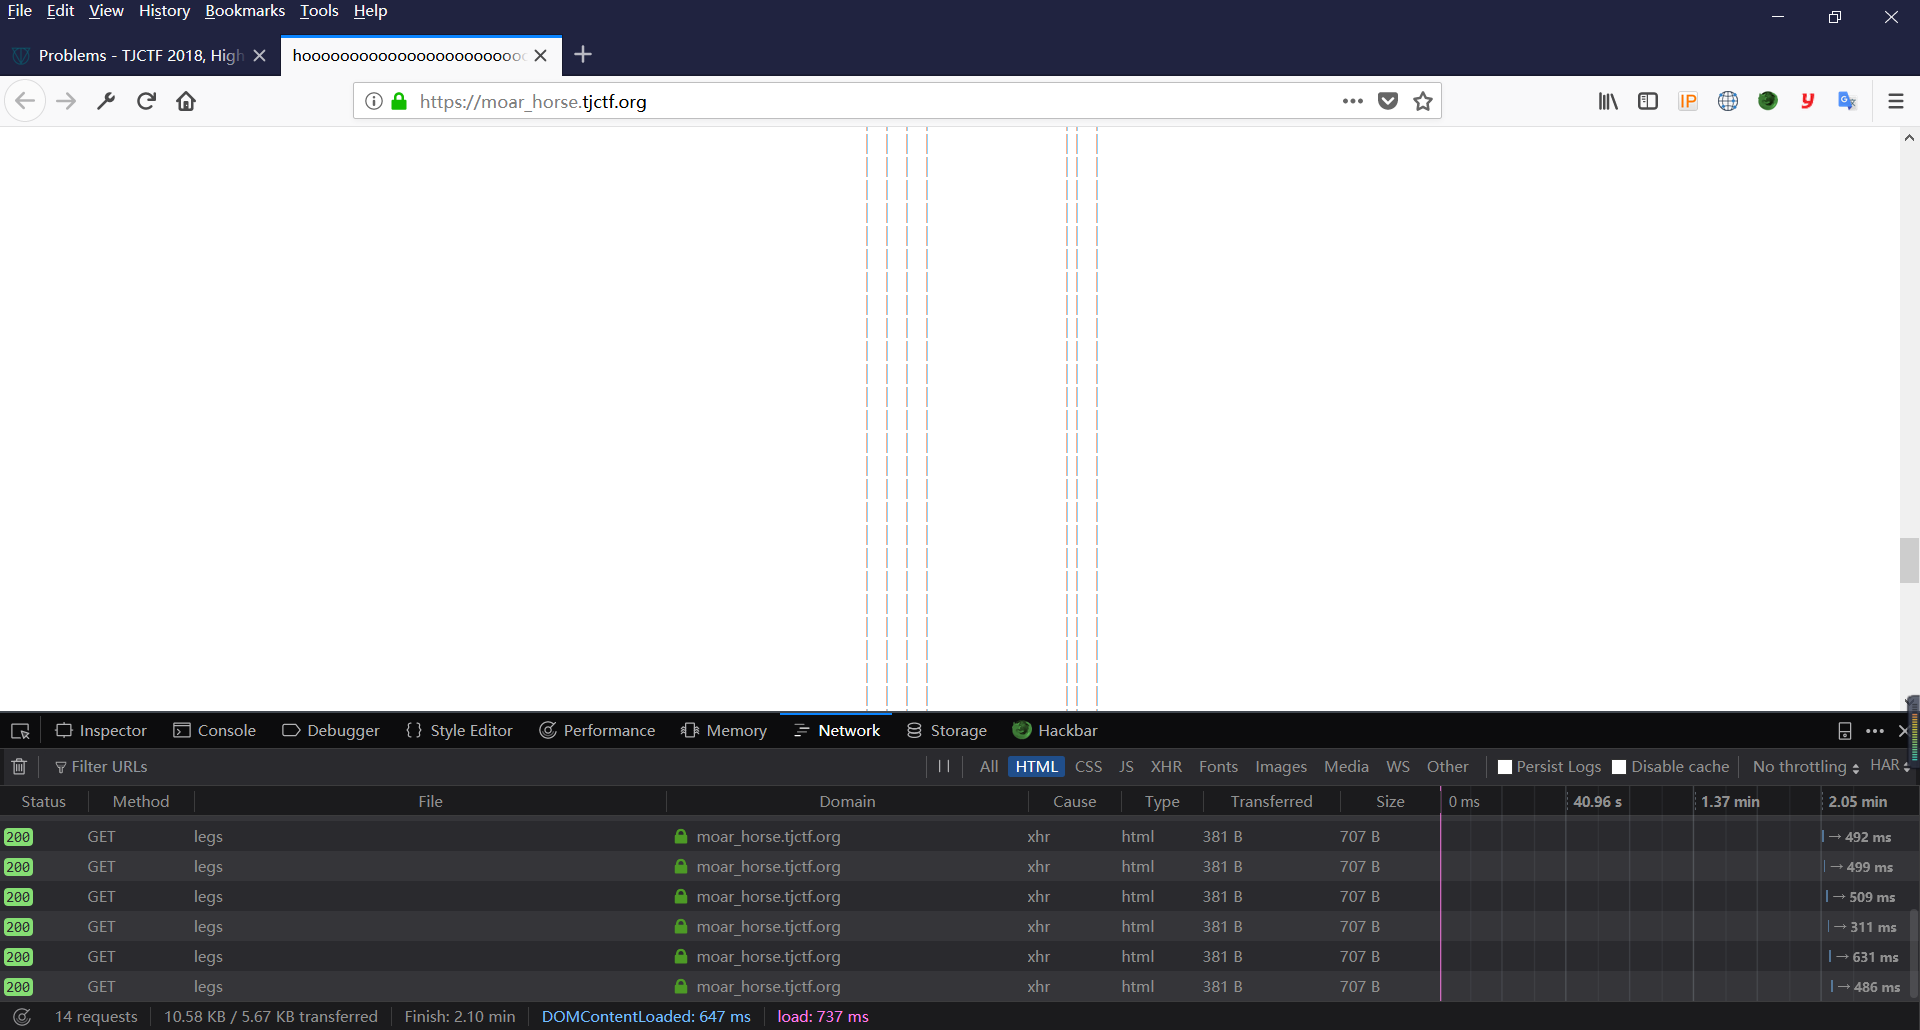 File Edit View History Bookmarks Tools Help
Problems - TJCTF 2018, High
https://moar_horse.tjctf.org
IP
Inspector Console Debugger {} Style Editor Performance Memory Network Storage Hackbar
Filter URLs All HTML CSS JS XHR Fonts Images Media WS Other Persist Logs Disable cache No throttling HAR
Status Method File Domain Cause Type Transferred Size 0 ms 40.96 s 1.37 min 2.05 min
200 GET legs moar_horse.tjctf.org xhr html 381 B 707 B → 492 ms
200 GET legs moar_horse.tjctf.org xhr html 381 B 707 B → 499 ms
200 GET legs moar_horse.tjctf.org xhr html 381 B 707 B → 509 ms
200 GET legs moar_horse.tjctf.org xhr html 381 B 707 B → 311 ms
200 GET legs moar_horse.tjctf.org xhr html 381 B 707 B → 631 ms
200 GET legs moar_horse.tjctf.org xhr html 381 B 707 B → 486 ms
14 requests 10.58 KB / 5.67 KB transferred Finish: 2.10 min DOMContentLoaded: 647 ms load: 737 ms